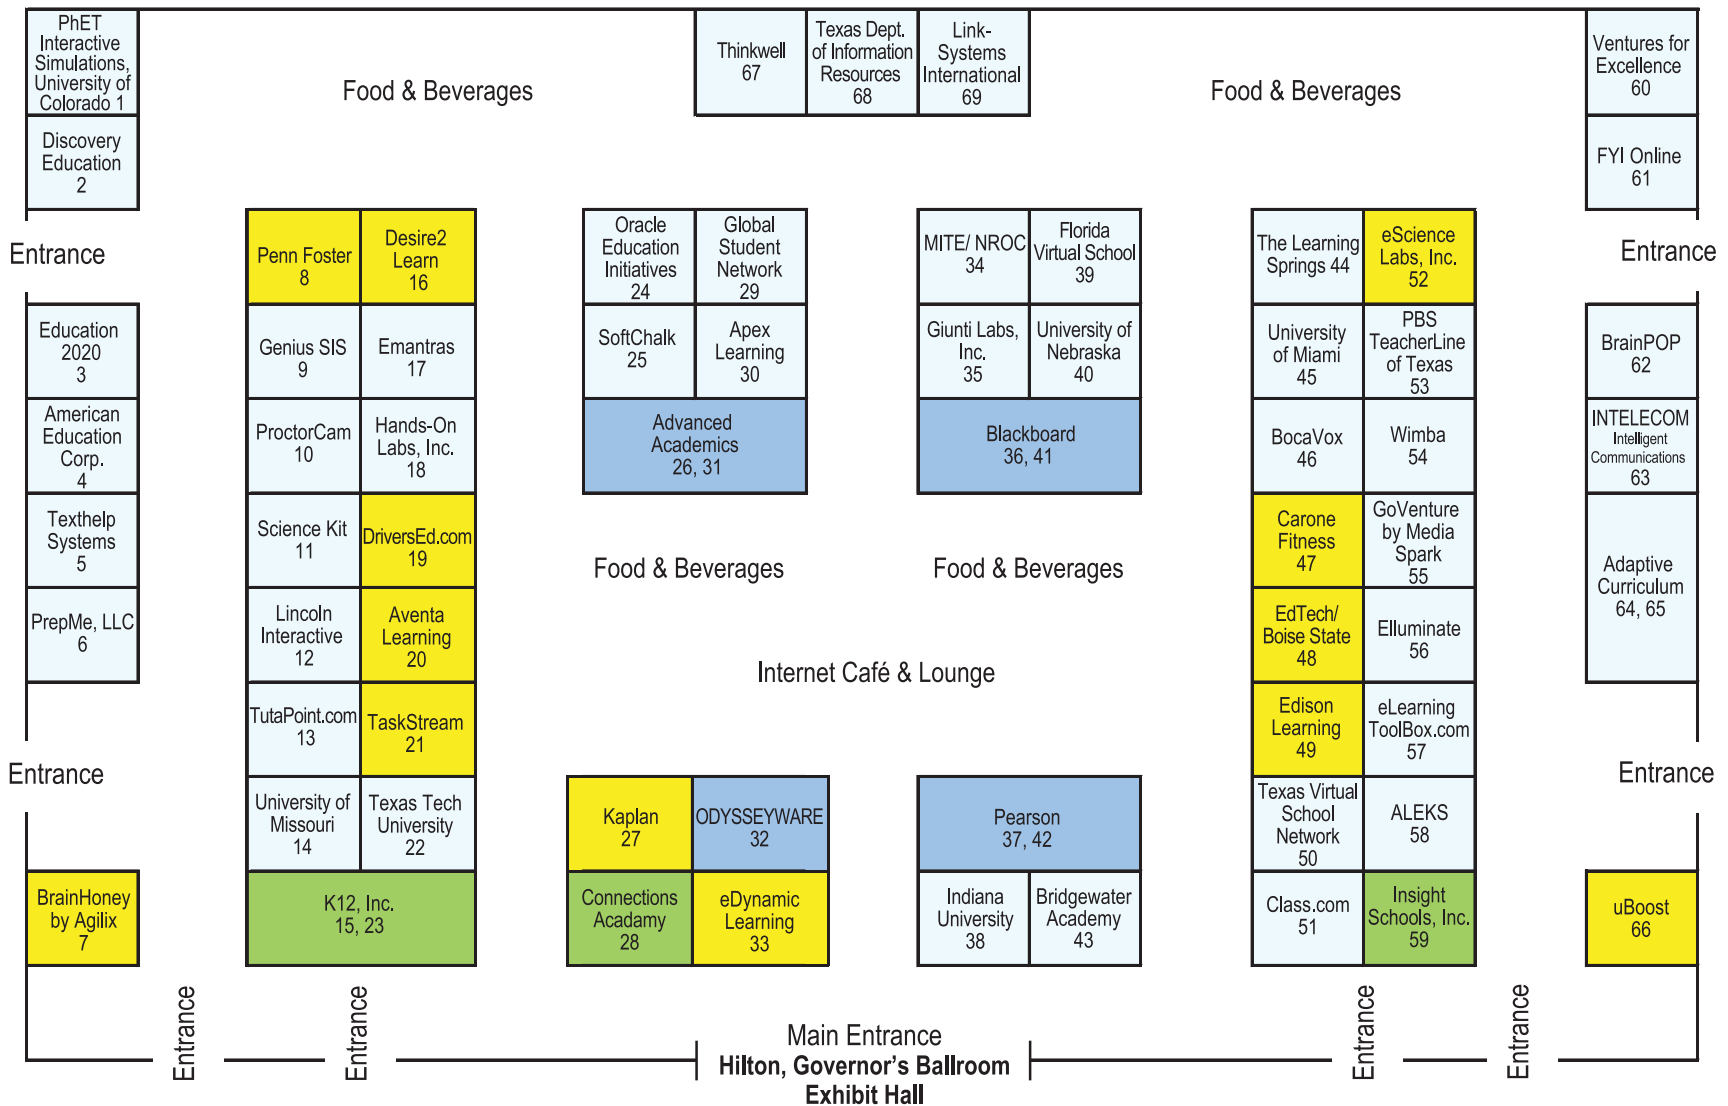 PhET
Interactive
Simulations,
University of
Colorado 1
Discovery
Education
2
Entrance
Education
2020
3
American
Education
Corp.
4
Texthelp
Systems
5
PrepMe, LLC
6
Entrance
BrainHoney
by Agilix
7
Food & Beverages
Penn Foster
8
Desire2
Learn
16
Genius SIS
9
Emantras
17
ProctorCam
10
Hands-On
Labs, Inc.
18
Science Kit
11
DriversEd.com
19
Lincoln
Interactive
12
Aventa
Learning
20
TutaPoint.com
13
TaskStream
21
University of
Missouri
14
Texas Tech
University
22
K12, Inc.
15, 23
Thinkwell
67
Texas Dept.
of Information
Resources
68
Link-
Systems
International
69
Oracle
Education
Initiatives
24
Global
Student
Network
29
SoftChalk
25
Apex
Learning
30
Advanced
Academics
26, 31
MITE/ NROC
34
Florida
Virtual School
39
Giunti Labs,
Inc.
35
University of
Nebraska
40
Blackboard
36, 41
Food & Beverages
Food & Beverages
Internet Café & Lounge
Kaplan
27
ODYSSEYWARE
32
Connections
Acadamy
28
eDynamic
Learning
33
Pearson
37, 42
Indiana
University
38
Bridgewater
Academy
43
Food & Beverages
The Learning
Springs 44
eScience
Labs, Inc.
52
University
of Miami
45
PBS
TeacherLine
of Texas
53
BocaVox
46
Wimba
54
Carone
Fitness
47
GoVenture
by Media
Spark
55
EdTech/
Boise State
48
Elluminate
56
Edison
Learning
49
eLearning
ToolBox.com
57
Texas Virtual
School
Network
50
ALEKS
58
Class.com
51
Insight
Schools, Inc.
59
Ventures for
Excellence
60
FYI Online
61
Entrance
BrainPOP
62
INTELECOM
Intelligent
Communications
63
Adaptive
Curriculum
64, 65
Entrance
uBoost
66
Entrance
Entrance
Main Entrance
Hilton, Governor's Ballroom
Exhibit Hall
Entrance
Entrance